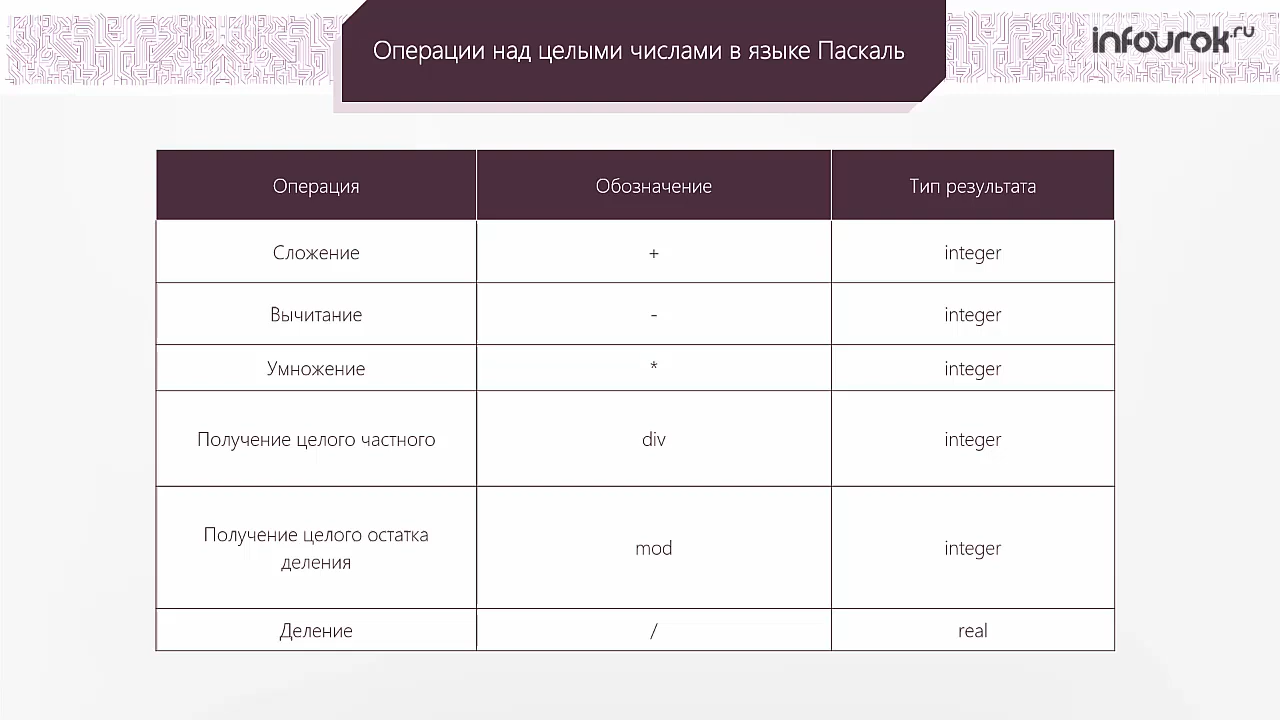 Операции над целыми числами в языке Паскаль
infourok.ru
Операция Обозначение Тип результата
Сложение + integer
Вычитание - integer
Умножение * integer
Получение целого частного div integer
Получение целого остатка
деления mod integer
Деление / real